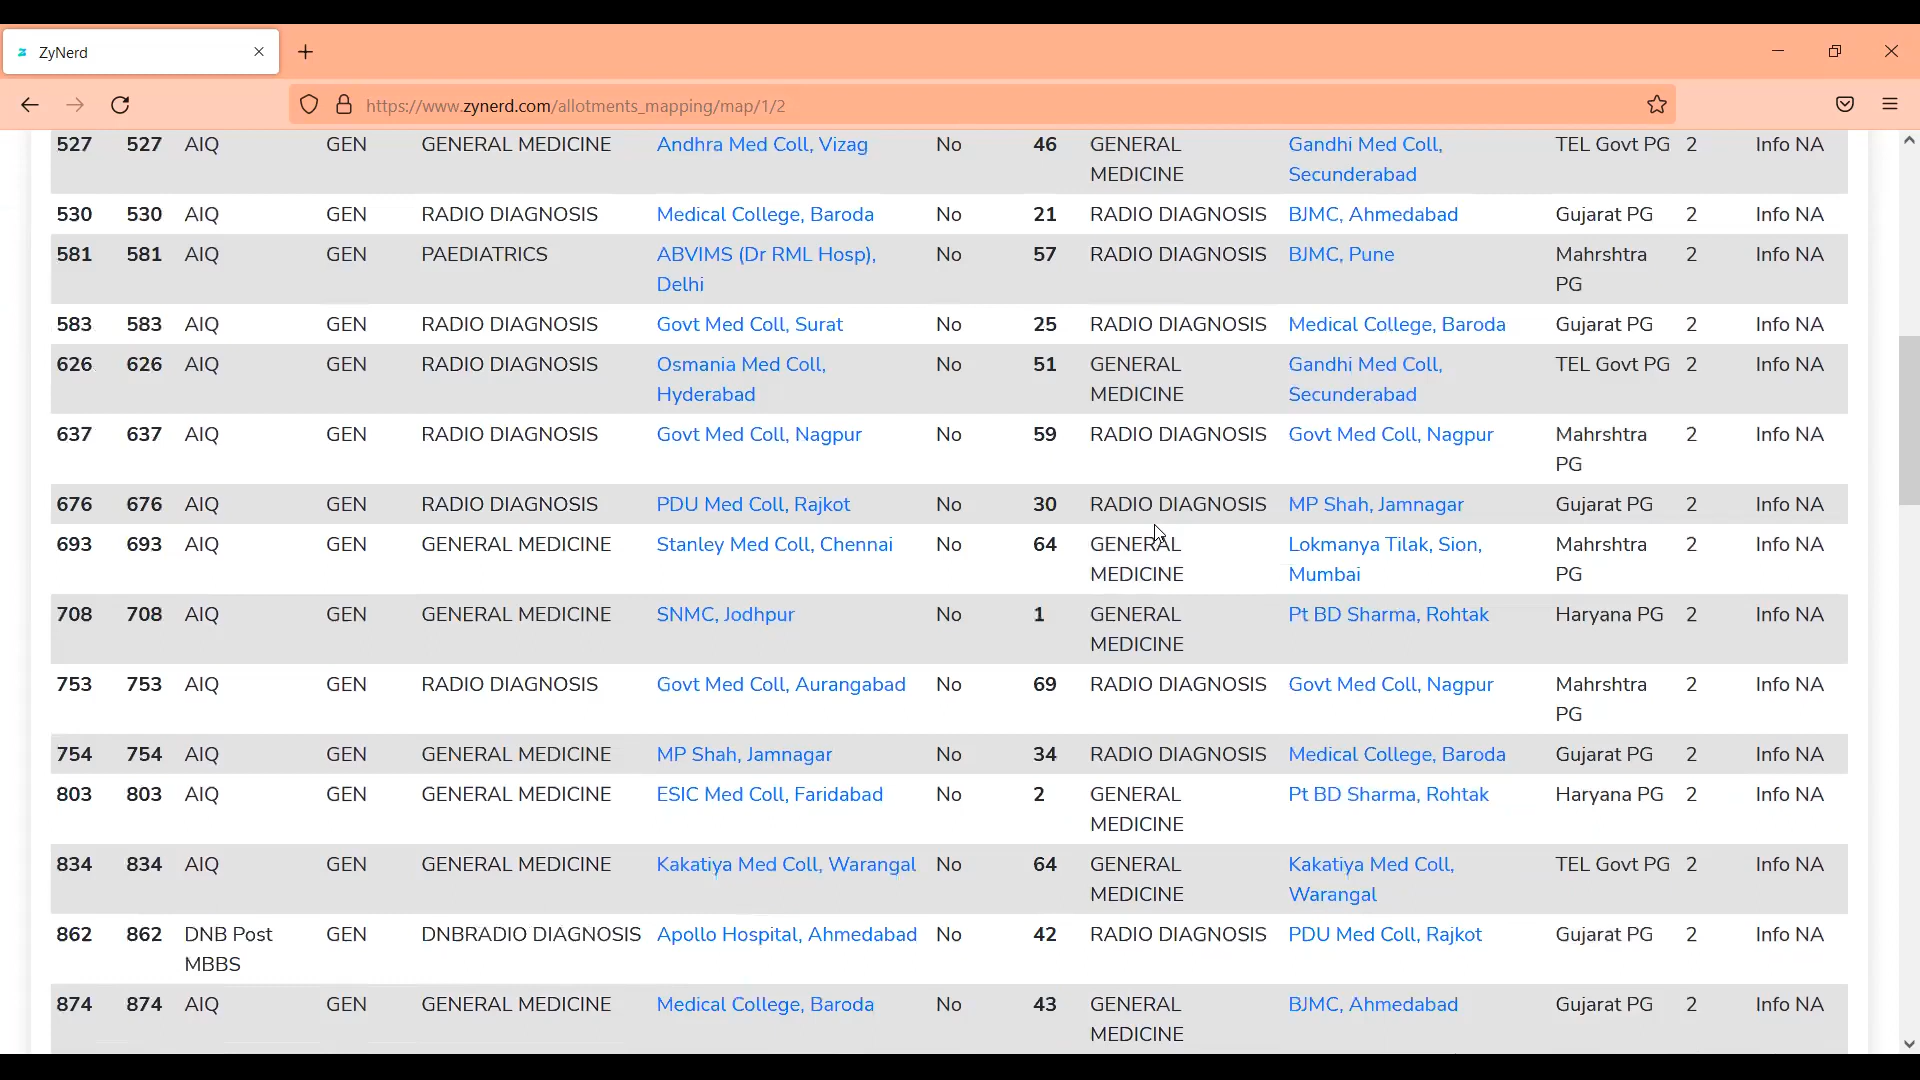 ZyNerd
https://www.zynerd.com/allotments_mapping/map/1/2
527 527 AIQ GEN GENERAL MEDICINE Andhra Med Coll, Vizag No 46 GENERAL Gandhi Med Coll, TEL Govt PG 2 Info NA
MEDICINE Secunderabad
530 530 AIQ GEN RADIO DIAGNOSIS Medical College, Baroda No 21 RADIO DIAGNOSIS BJMC, Ahmedabad Gujarat PG 2 Info NA
581 581 AIQ GEN PAEDIATRICS ABVIMS (Dr RML Hosp), No 57 RADIO DIAGNOSIS BJMC, Pune Mahrshtra 2 Info NA
Delhi PG
583 583 AIQ GEN RADIO DIAGNOSIS Govt Med Coll, Surat No 25 RADIO DIAGNOSIS Medical College, Baroda Gujarat PG 2 Info NA
626 626 AIQ GEN RADIO DIAGNOSIS Osmania Med Coll, No 51 GENERAL Gandhi Med Coll, TEL Govt PG 2 Info NA
Hyderabad MEDICINE Secunderabad
637 637 AIQ GEN RADIO DIAGNOSIS Govt Med Coll, Nagpur No 59 RADIO DIAGNOSIS Govt Med Coll, Nagpur Mahrshtra 2 Info NA
PG
676 676 AIQ GEN RADIO DIAGNOSIS PDU Med Coll, Rajkot No 30 RADIO DIAGNOSIS MP Shah, Jamnagar Gujarat PG 2 Info NA
693 693 AIQ GEN GENERAL MEDICINE Stanley Med Coll, Chennai No 64 GENERAL Lokmanya Tilak, Sion, Mahrshtra 2 Info NA
MEDICINE Mumbai PG
708 708 AIQ GEN GENERAL MEDICINE SNMC, Jodhpur No 1 GENERAL Pt BD Sharma, Rohtak Haryana PG 2 Info NA
MEDICINE
753 753 AIQ GEN RADIO DIAGNOSIS Govt Med Coll, Aurangabad No 69 RADIO DIAGNOSIS Govt Med Coll, Nagpur Mahrshtra 2 Info NA
PG
754 754 AIQ GEN GENERAL MEDICINE MP Shah, Jamnagar No 34 RADIO DIAGNOSIS Medical College, Baroda Gujarat PG 2 Info NA
803 803 AIQ GEN GENERAL MEDICINE ESIC Med Coll, Faridabad No 2 GENERAL Pt BD Sharma, Rohtak Haryana PG 2 Info NA
MEDICINE
834 834 AIQ GEN GENERAL MEDICINE Kakatiya Med Coll, Warangal No 64 GENERAL Kakatiya Med Coll, TEL Govt PG 2 Info NA
MEDICINE Warangal
862 862 DNB Post GEN DNBRADIO DIAGNOSIS Apollo Hospital, Ahmedabad No 42 RADIO DIAGNOSIS PDU Med Coll, Rajkot Gujarat PG 2 Info NA
MBBS
874 874 AIQ GEN GENERAL MEDICINE Medical College, Baroda No 43 GENERAL BJMC, Ahmedabad Gujarat PG 2 Info NA
MEDICINE